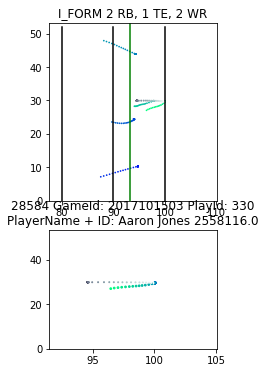 I_FORM 2 RB, 1 TE, 2 WR
50
40
30
20
10
0
80 90 100 110
28584 GameId: 2017101503 PlayId: 330
PlayerName + ID: Aaron Jones 2558116.0
40
20
0
95 100 105